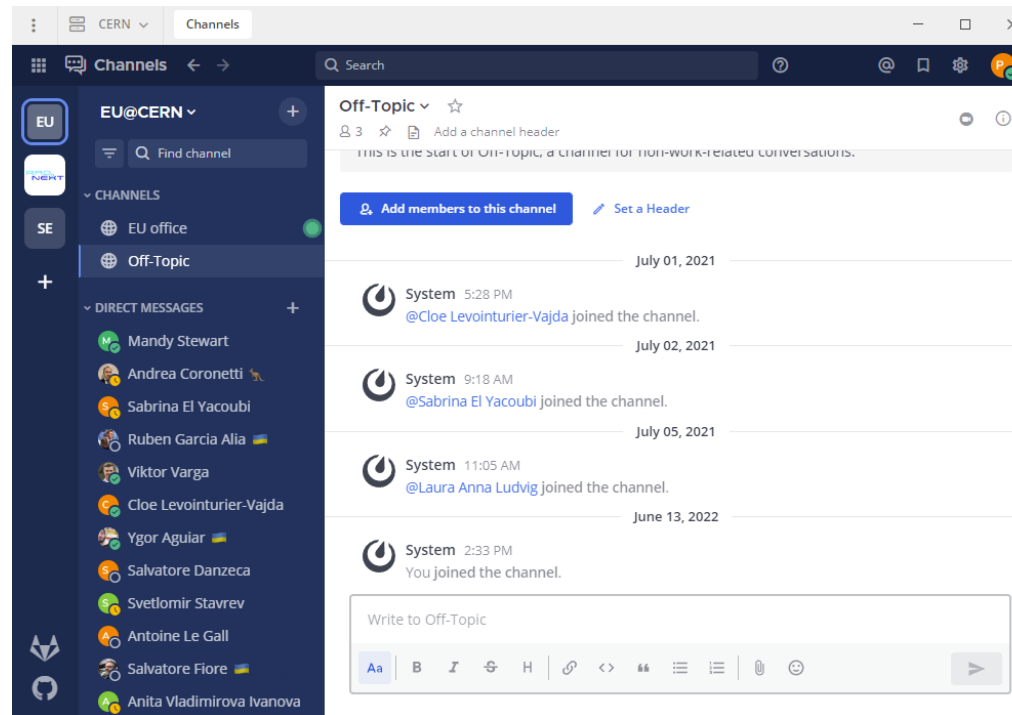 CERN
Channels
Channels
Search
P
EU
NEXT
SE
EU@CERN
Find channel
CHANNELS
EU office
Off-Topic
DIRECT MESSAGES
Mandy Stewart
Andrea Coronetti
Sabrina El Yacoubi
Ruben Garcia Alia
Viktor Varga
Cloe Levointurier-Vajda
Ygor Aguiar
Salvatore Danzeca
Svetlomir Stavrev
Antoine Le Gall
Salvatore Fiore
Anita Vladimirova Ivanova
Off-Topic
3 Add a channel header
This is the start of Off-Topic, a channel for non-work-related conversations.
Add members to this channel Set a Header
July 01, 2021
System 5:28 PM
@Cloe Levointurier-Vajda joined the channel.
July 02, 2021
System 9:18 AM
@Sabrina El Yacoubi joined the channel.
July 05, 2021
System 11:05 AM
@Laura Anna Ludvig joined the channel.
June 13, 2022
System 2:33 PM
You joined the channel.
Write to Off-Topic
Aa B I S H